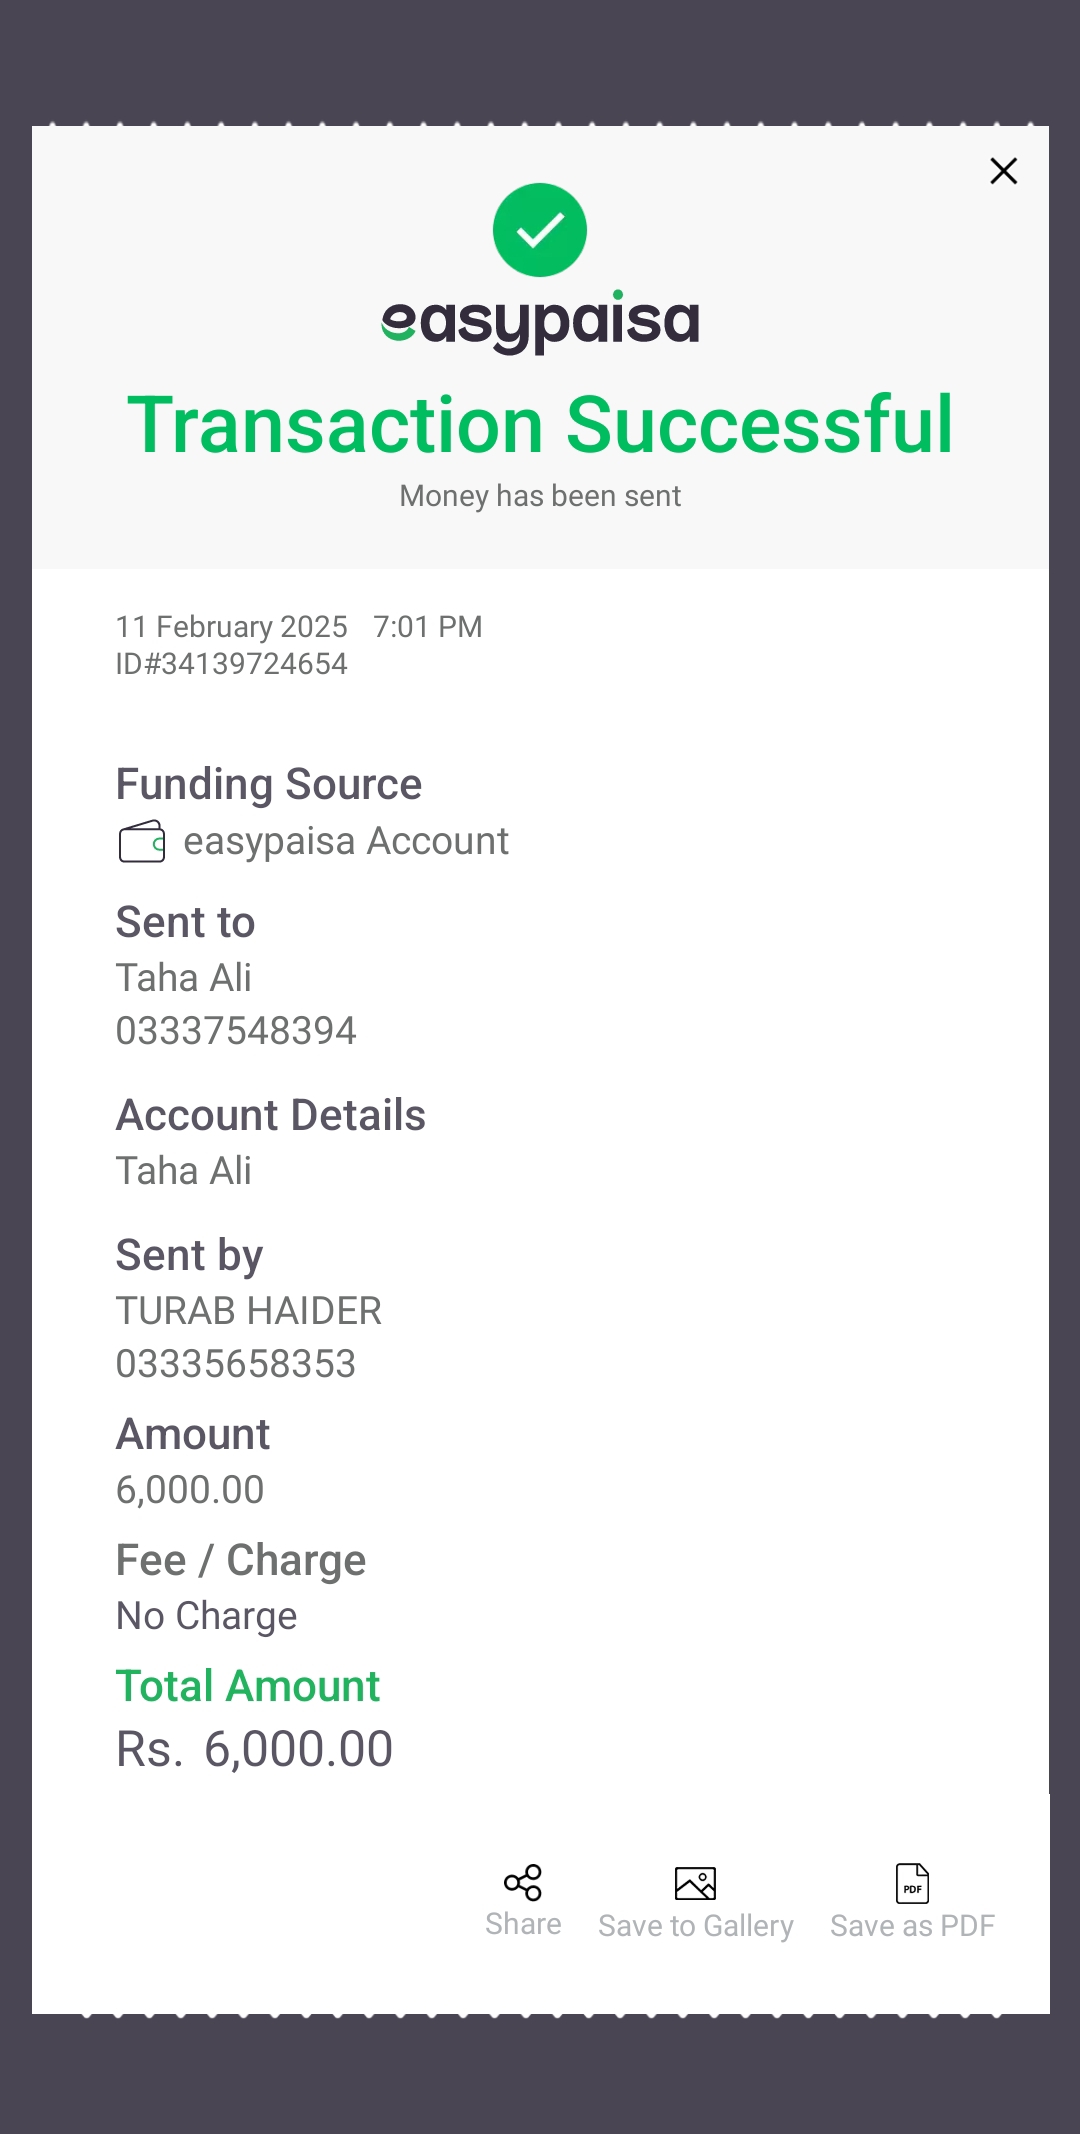 easypaisa
Transaction Successful
Money has been sent
11 February 2025 7:01 PM
ID#34139724654
Funding Source
easypaisa Account
Sent to
Taha Ali
03337548394
Account Details
Taha Ali
Sent by
TURAB HAIDER
03335658353
Amount
6,000.00
Fee / Charge
No Charge
Total Amount
Rs. 6,000.00
PDF
Share Save to Gallery Save as PDF